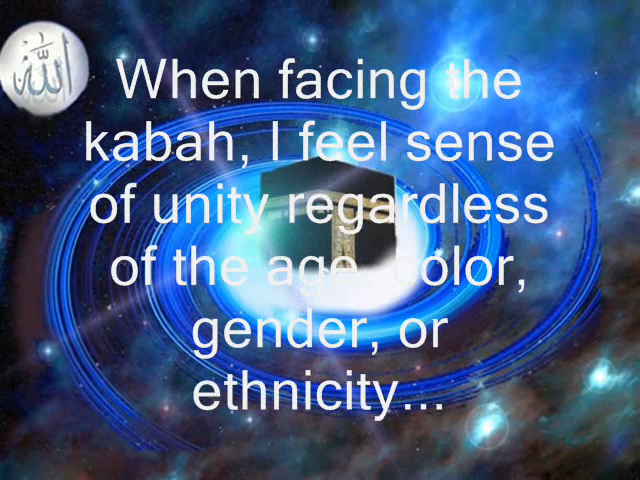 الله
When facing the
kabah, I feel sense
of unity regardless
of the age, color,
gender, or
ethnicity...